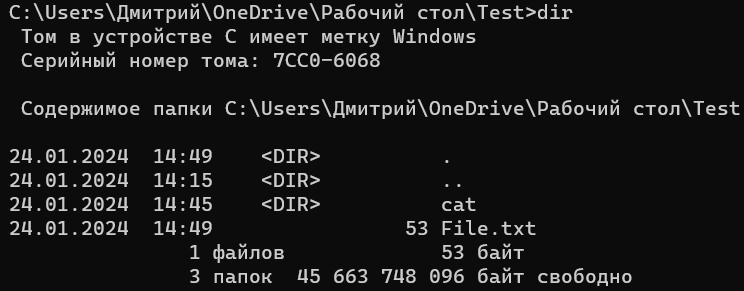 C:\Users\Дмитрий\OneDrive\Рабочий стол\Test>dir
Том в устройстве C имеет метку Windows
Серийный номер тома: 7CC0-6068
Содержимое папки C:\Users\Дмитрий\OneDrive\Рабочий стол\Test
24.01.2024  14:49    <DIR>          .
24.01.2024  14:15    <DIR>          ..
24.01.2024  14:45    <DIR>          cat
24.01.2024  14:49                53 File.txt
1 файлов             53 байт
3 папок  45 663 748 096 байт свободно